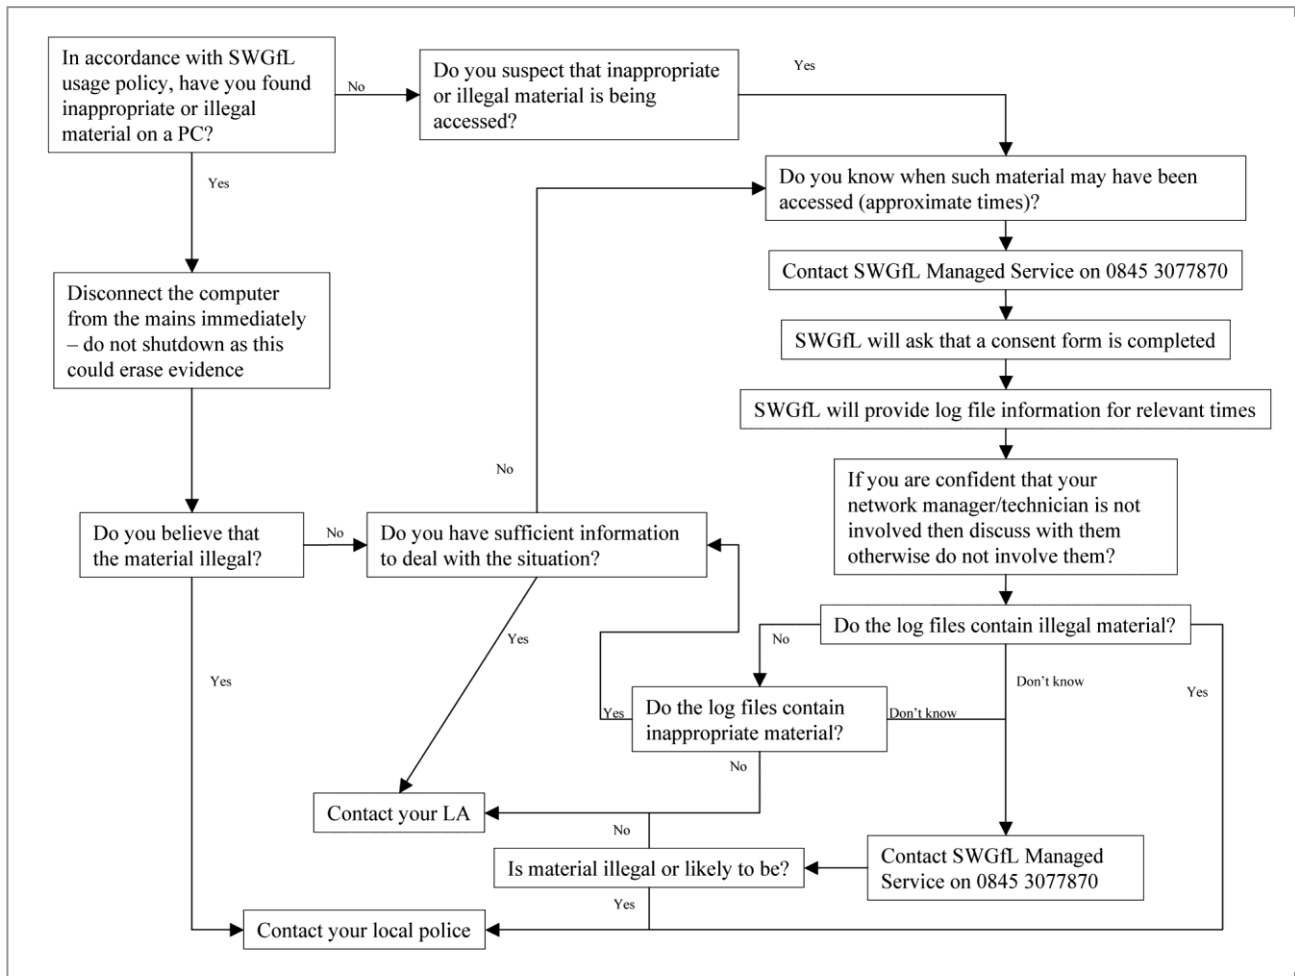 In accordance with SWGfL
usage policy, have you found
inappropriate or illegal
material on a PC?
No
Do you suspect that inappropriate
or illegal material is being
accessed?
Yes
Yes
Do you know when such material may have been
accessed (approximate times)?
Contact SWGfL Managed Service on 0845 3077870
Disconnect the computer
from the mains immediately
– do not shutdown as this
could erase evidence
SWGfL will ask that a consent form is completed
SWGfL will provide log file information for relevant times
No
If you are confident that your
network manager/technician is not
involved then discuss with them
otherwise do not involve them?
Do you believe that
the material illegal?
No
Do you have sufficient information
to deal with the situation?
Do the log files contain illegal material?
Yes
No
Yes
Don't know
Yes
Do the log files contain
inappropriate material?
Yes
Don't know
No
Contact your LA
No
Is material illegal or likely to be?
Contact SWGfL Managed
Service on 0845 3077870
Yes
Contact your local police